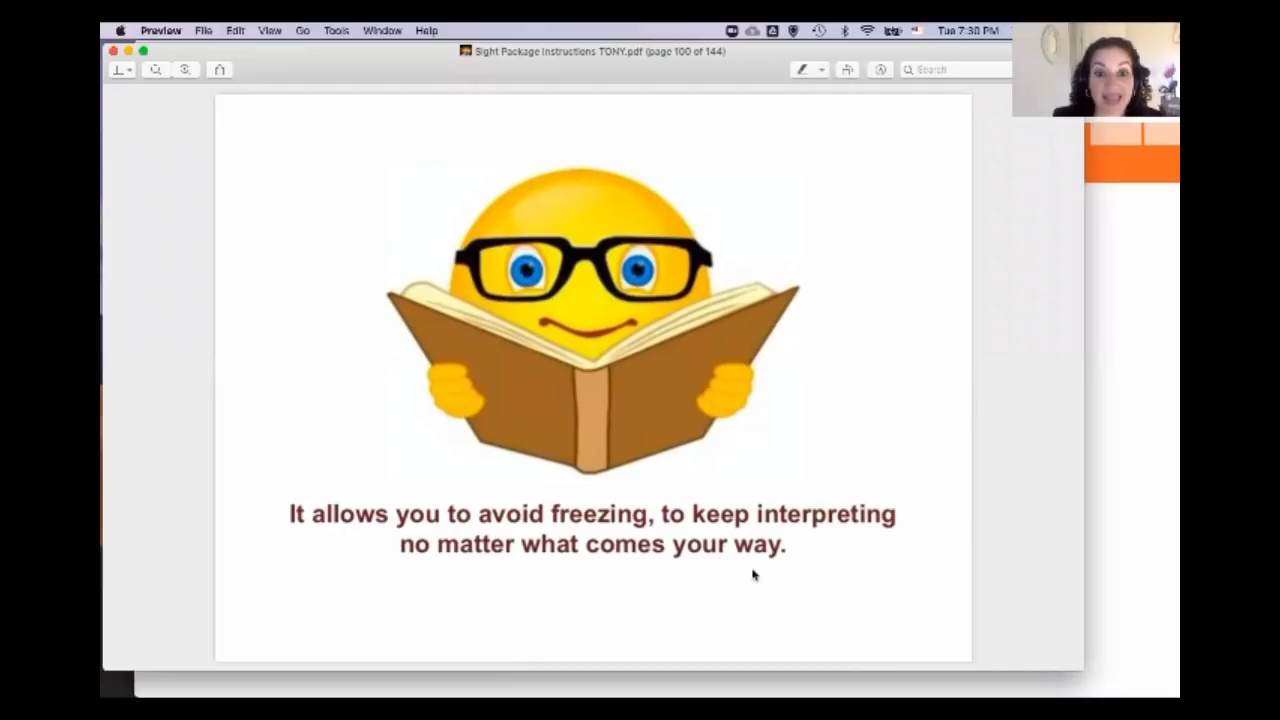 Preview File Edit View Go Tools Window Help Tue 7:30 PM
Sight Package Instructions TONY.pdf (page 100 of 144)
Search
It allows you to avoid freezing, to keep interpreting
no matter what comes your way.